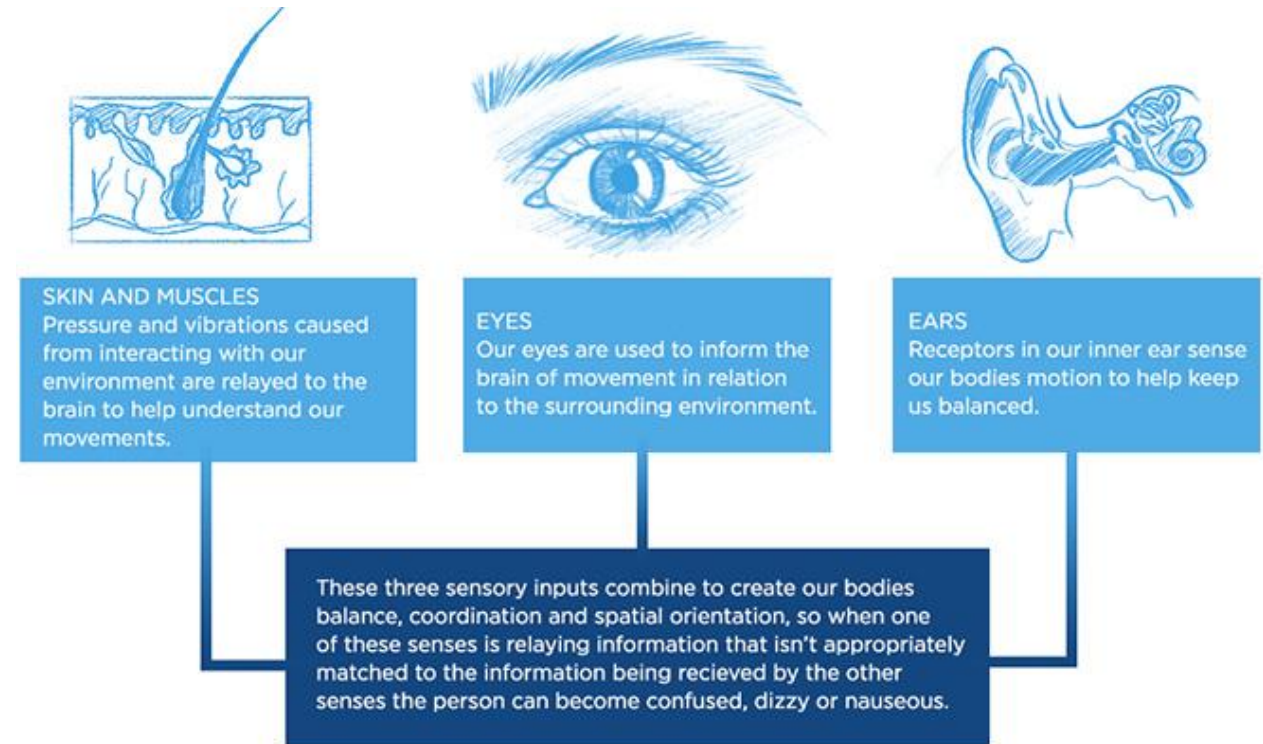 SKIN AND MUSCLES
Pressure and vibrations caused
from interacting with our
environment are relayed to the
brain to help understand our
movements.
EYES
Our eyes are used to inform the
brain of movement in relation
to the surrounding environment.
EARS
Receptors in our inner ear sense
our bodies motion to help keep
us balanced.
These three sensory inputs combine to create our bodies
balance, coordination and spatial orientation, so when one
of these senses is relaying information that isn't appropriately
matched to the information being recieved by the other
senses the person can become confused, dizzy or nauseous.